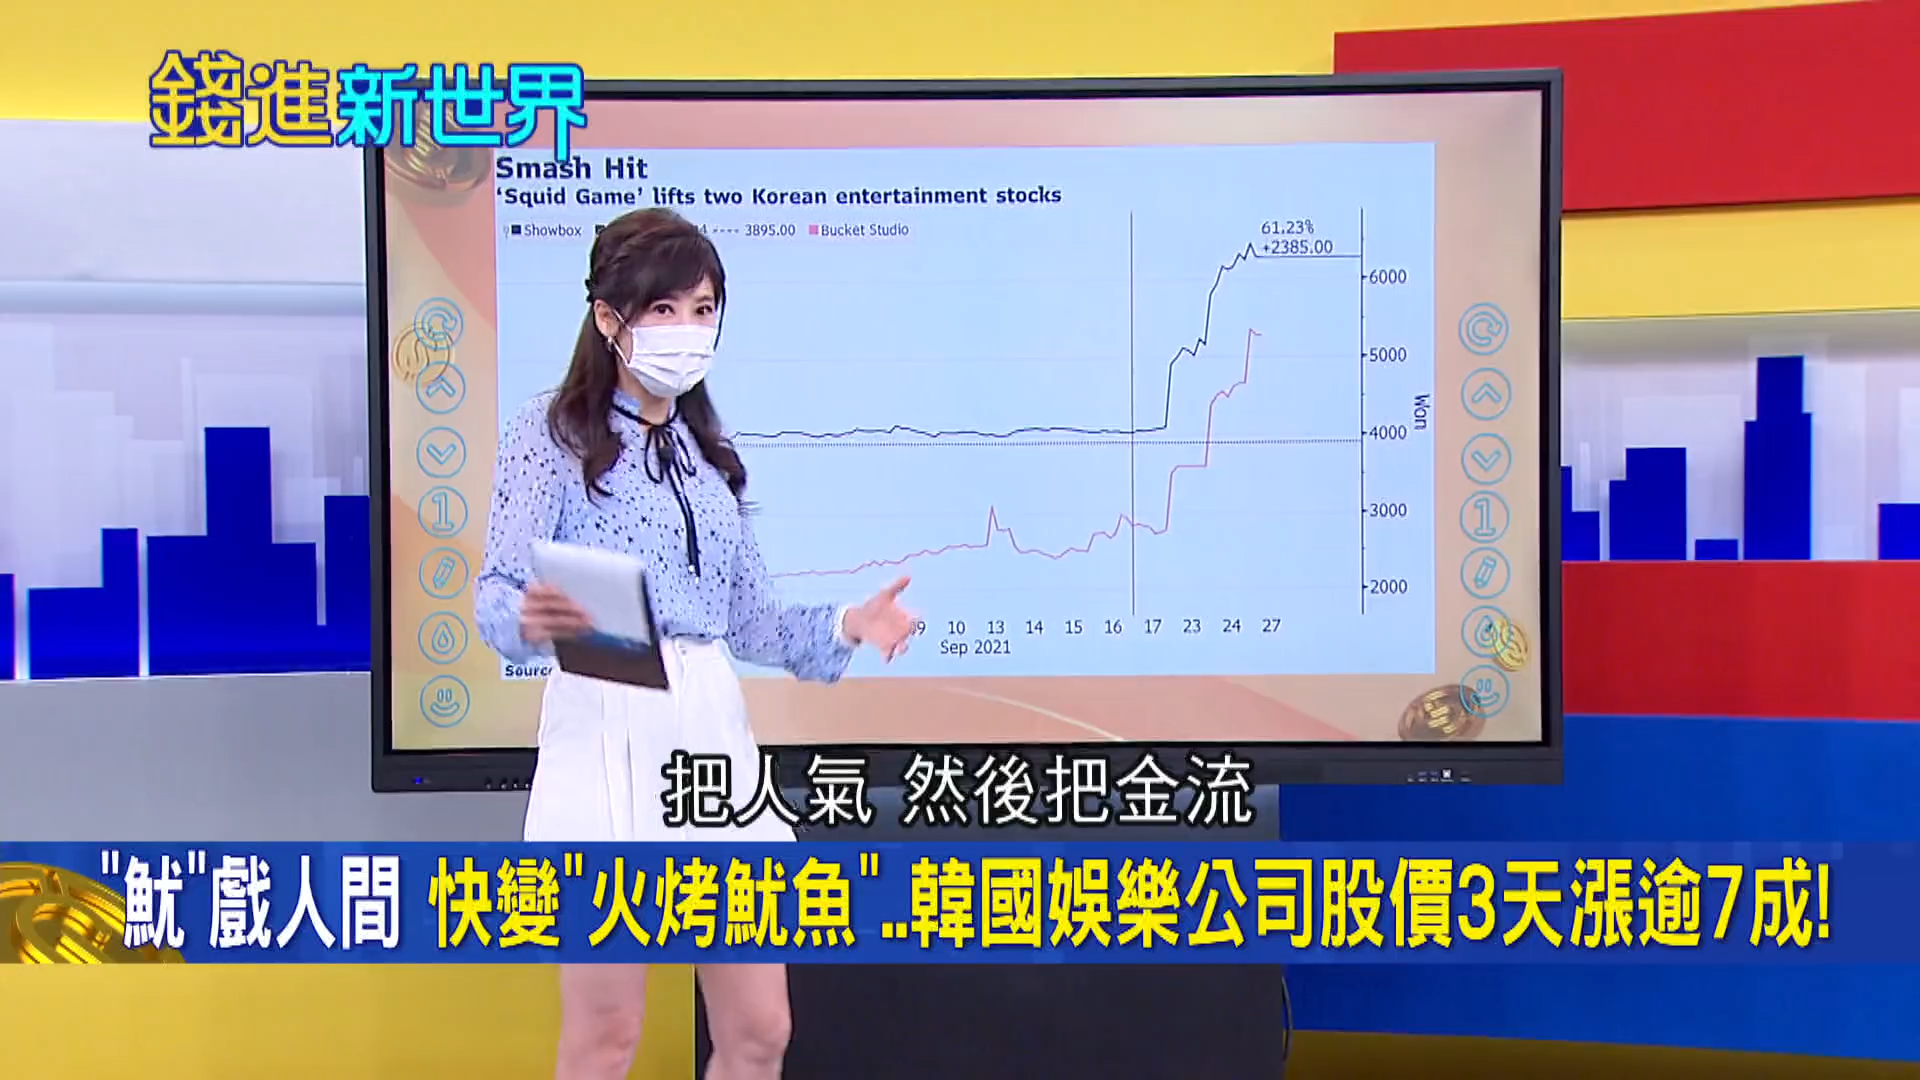 錢進新世界
Smash Hit
‘Squid Game’ lifts two Korean entertainment stocks
Showbox
3895.00
Bucket Studio
61.23%
+2385.00
6000
5000
4000
3000
2000
Won
10 13 14 15 16 17 23 24 27
Sep 2021
1
1
把人氣 然後把金流
"魷"戲人間 快變"火烤魷魚"..韓國娛樂公司股價3天漲逾7成!